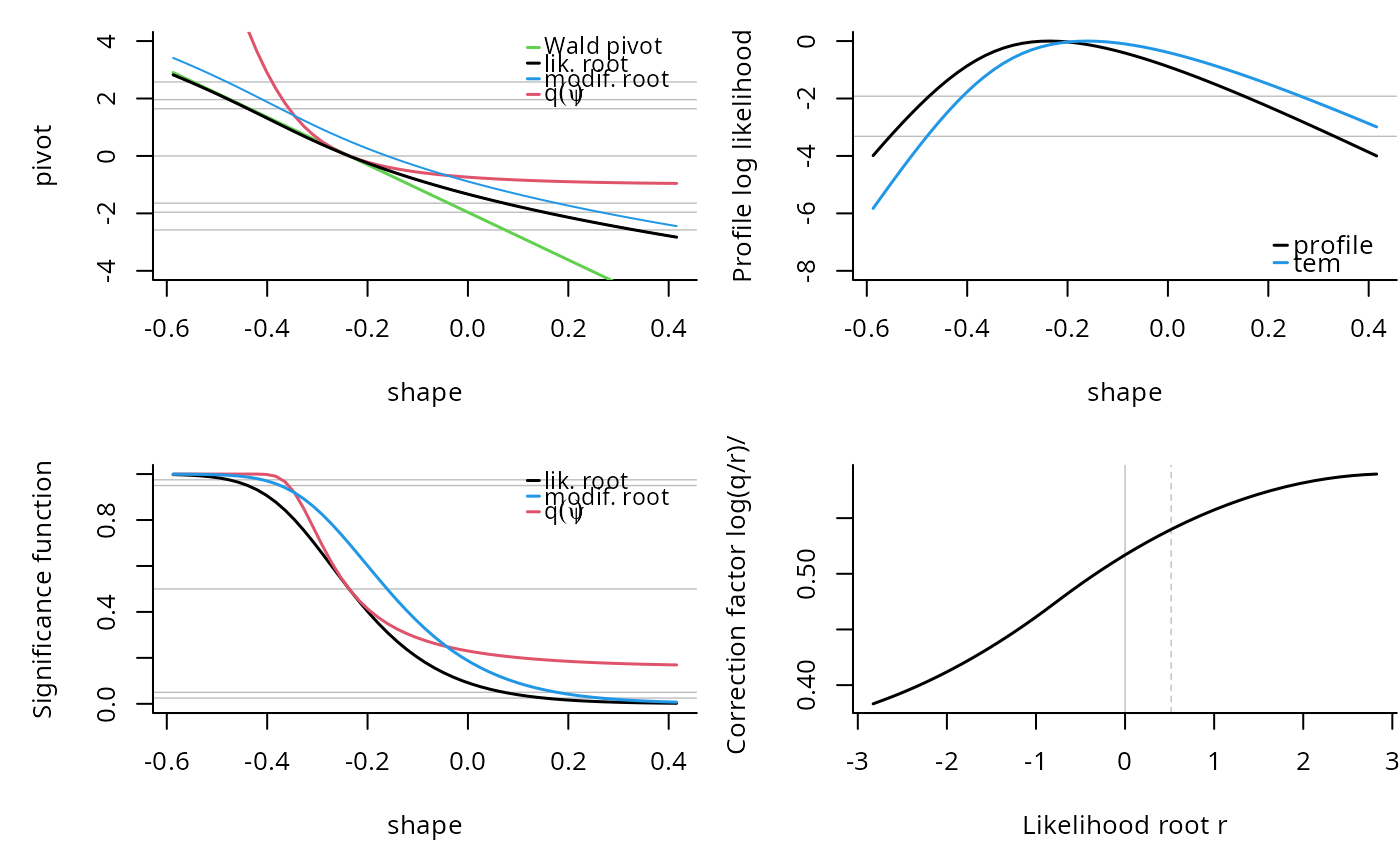 pivot
4
2
0
-2
-4
Wald pivot
lik. root
modif. root
q(ψ)
-0.6 -0.4 -0.2 0.0 0.2 0.4
shape
Profile log likelihood
0
-2
-4
-6
-8
profile
tem
-0.6 -0.4 -0.2 0.0 0.2 0.4
shape
Significance function
0.8
0.4
0.0
lik. root
modif. root
q(ψ)
-0.6 -0.4 -0.2 0.0 0.2 0.4
shape
Correction factor log(q/r)/
0.50
0.40
-3 -2 -1 0 1 2 3
Likelihood root r